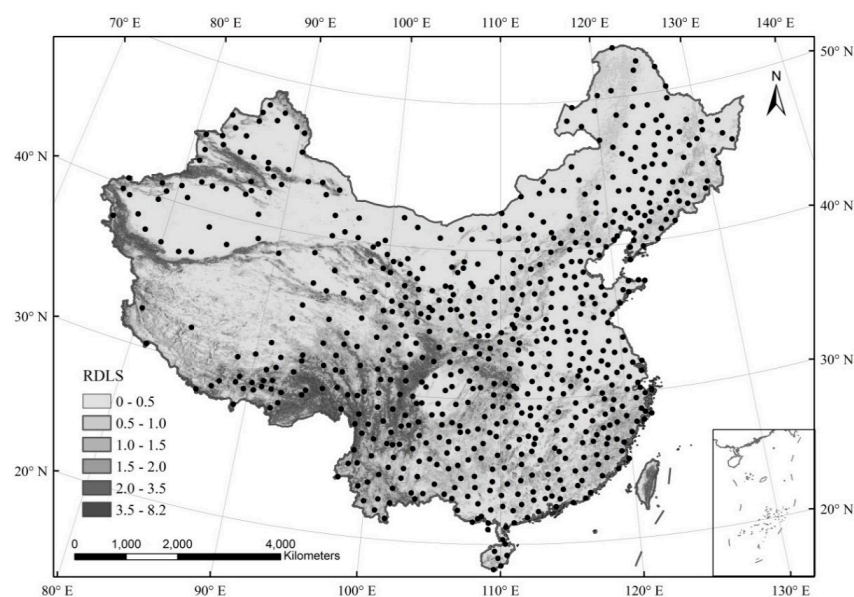 70° E 80° E 90° E 100° E 110° E 120° E 130° E 140° E
50° N
N
40° N
40° N
30° N
30° N
RDLS
0 - 0.5
0.5 - 1.0
1.0 - 1.5
1.5 - 2.0
2.0 - 3.5
3.5 - 8.2
20° N
20° N
0 1,000 2,000 4,000
Kilometers
80° E 90° E 100° E 110° E 120° E 130° E